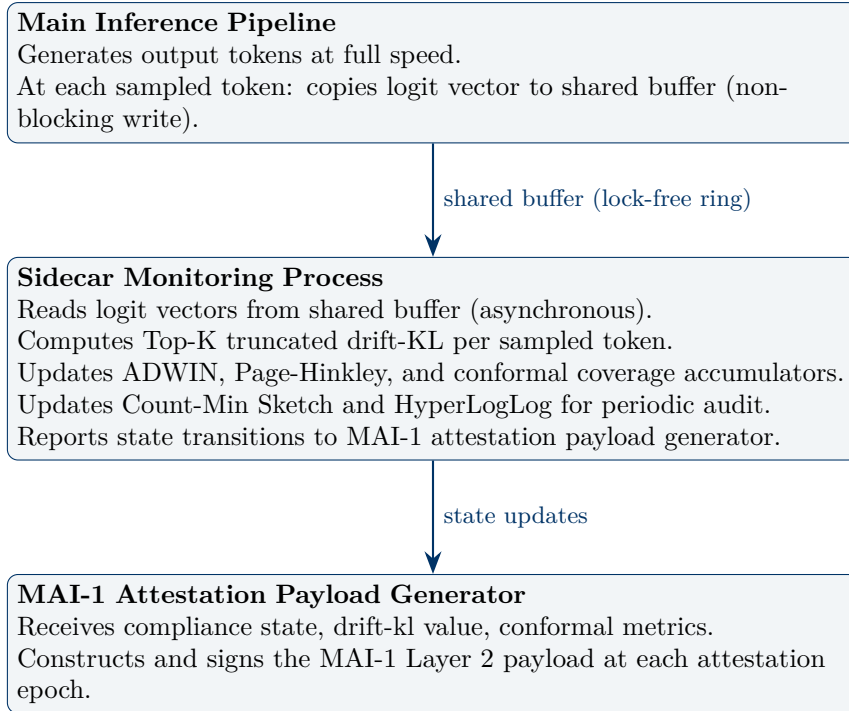 Main Inference Pipeline
Generates output tokens at full speed.
At each sampled token: copies logit vector to shared buffer (non-
blocking write).
shared buffer (lock-free ring)
Sidecar Monitoring Process
Reads logit vectors from shared buffer (asynchronous).
Computes Top-K truncated drift-KL per sampled token.
Updates ADWIN, Page-Hinkley, and conformal coverage accumulators.
Updates Count-Min Sketch and HyperLogLog for periodic audit.
Reports state transitions to MAI-1 attestation payload generator.
state updates
MAI-1 Attestation Payload Generator
Receives compliance state, drift-kl value, conformal metrics.
Constructs and signs the MAI-1 Layer 2 payload at each attestation
epoch.